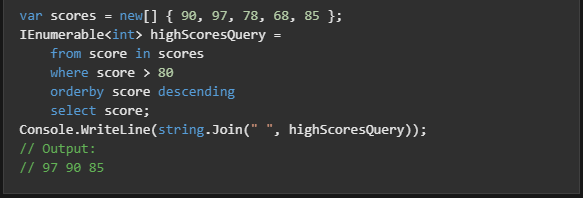 var scores = new[] { 90, 97, 78, 68, 85 };
IEnumerable<int> highScoresQuery =
    from score in scores
    where score > 80
    orderby score descending
    select score;
Console.WriteLine(string.Join(" ", highScoresQuery));
// Output:
// 97 90 85